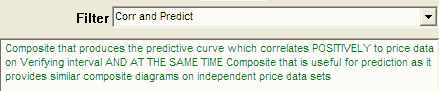 Filter Corr and Predict
Composite that produces the predictive curve which correlates POSITIVELY to price data
on Verifying interval AND AT THE SAME TIME Composite that is useful for prediction as it
provides similar composite diagrams on independent price data sets